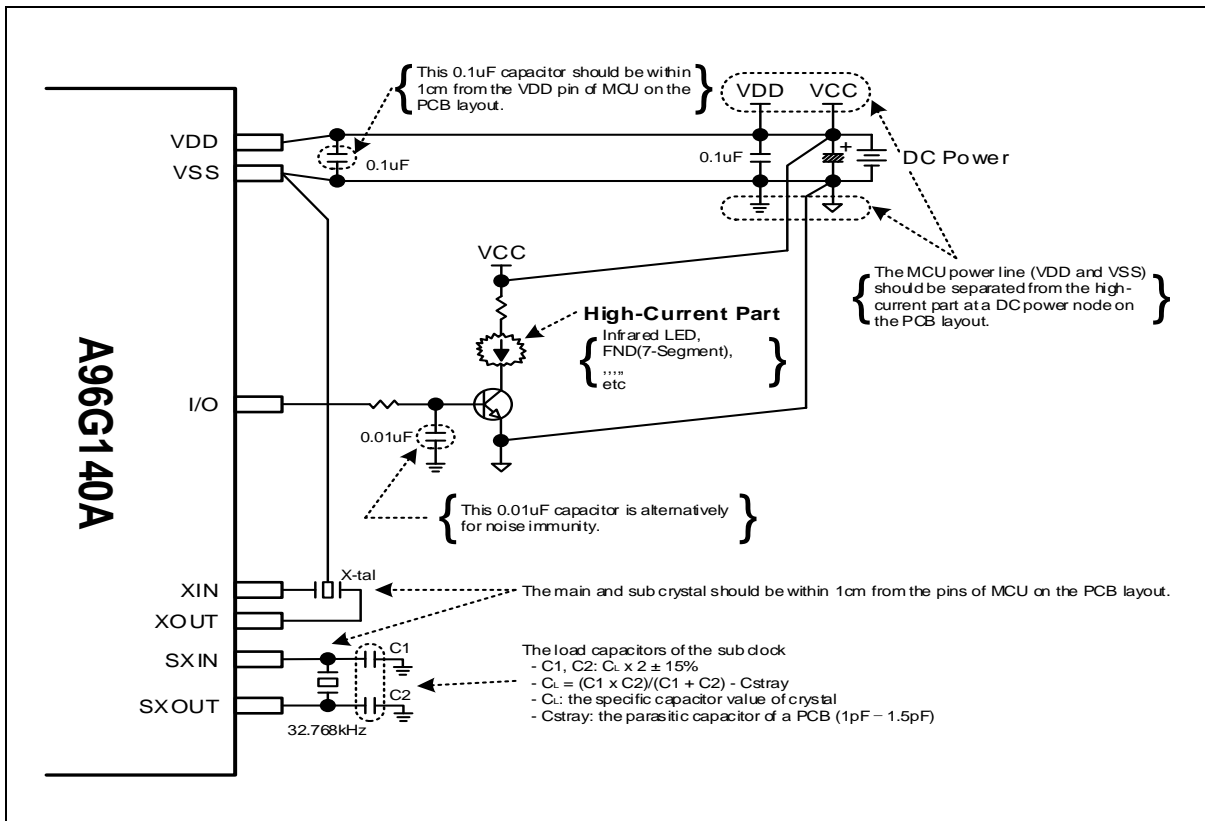 This 0.1uF capacitor should be within
1cm from the VDD pin of MCU on the
PCB layout.
VDD
VCC
VDD
VSS
0.1uF
0.1uF
+
DC Power
VCC
The MCU power line (VDD and VSS)
should be separated from the high-
current part at a DC power node on
the PCB layout.
High-Current Part
Infrared LED,
FND(7-Segment),
,,,,,
etc
A96G140A
I/O
0.01uF
This 0.01uF capacitor is alternatively
for noise immunity.
XIN
X-tal
The main and sub crystal should be within 1cm from the pins of MCU on the PCB layout.
XOUT
SXIN
C1
SXOUT
C2
32.768kHz
The load capacitors of the sub clock
- C1, C2: CL x 2 ± 15%
- CL = (C1 x C2)/(C1 + C2) - Cstray
- CL: the specific capacitor value of crystal
- Cstray: the parasitic capacitor of a PCB (1pF – 1.5pF)